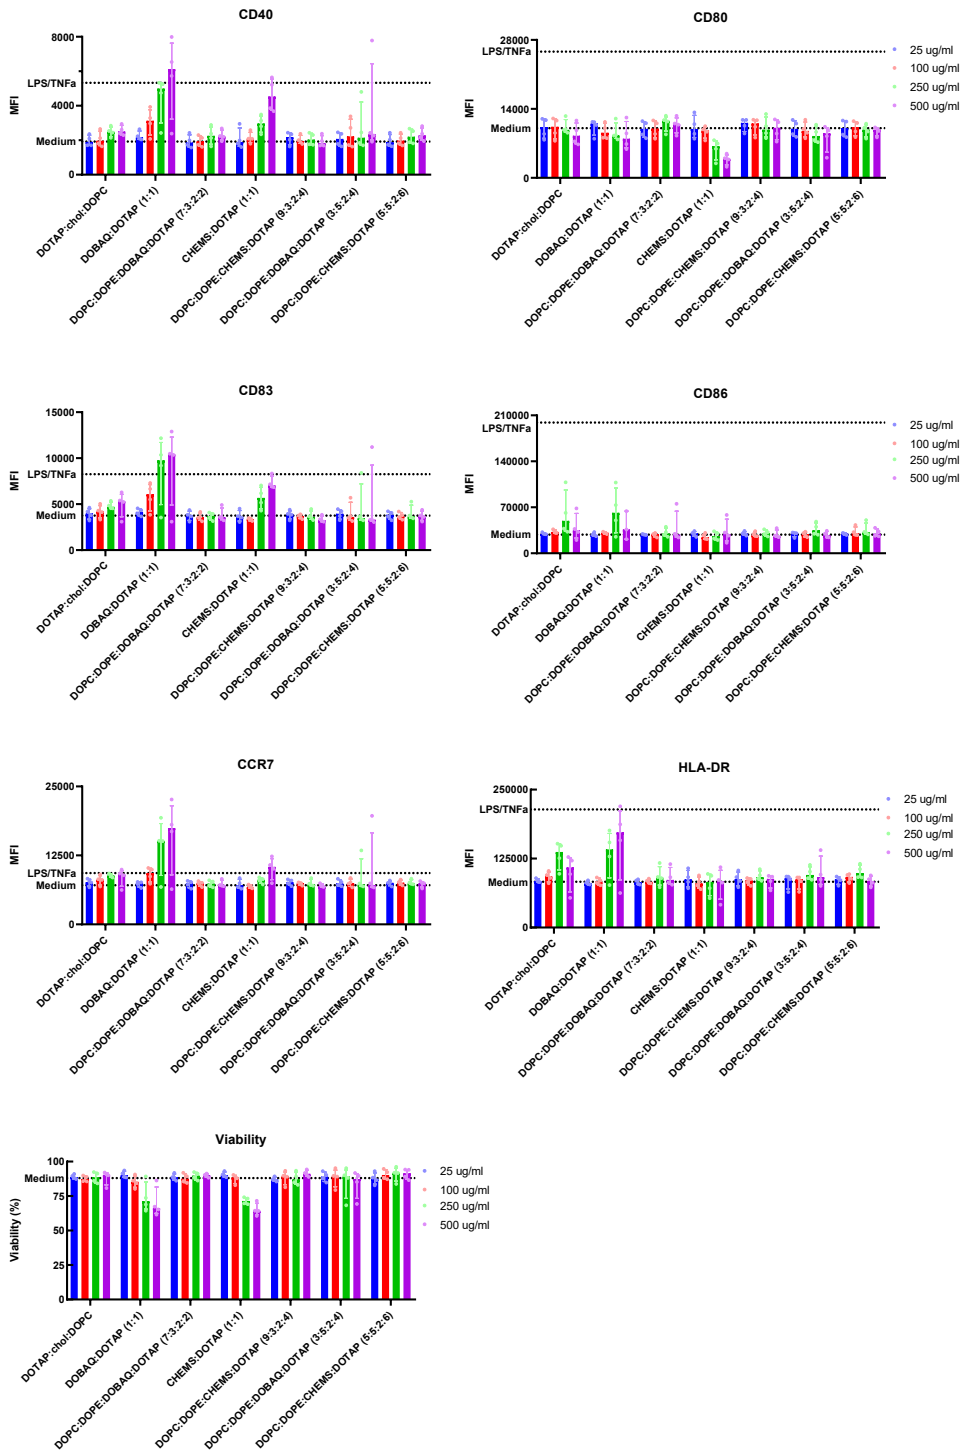 CD40
8000
LPS/TNFa
4000
Medium
0
MFI
DOTAP:chol:DOPC
DOBAQ:DOTAP (1:1)
DOPC:DOPE:DOBAQ:DOTAP (7:3:2:2)
CHEMS:DOTAP (1:1)
DOPC:DOPE:CHEMS:DOTAP (9:3:2:4)
DOPC:DOPE:DOBAQ:DOTAP (3:5:2:4)
DOPC:DOPE:CHEMS:DOTAP (5:5:2:6)
CD80
28000
LPS/TNFa
14000
Medium
0
MFI
DOTAP:chol:DOPC
DOBAQ:DOTAP (1:1)
DOPC:DOPE:DOBAQ:DOTAP (7:3:2:2)
CHEMS:DOTAP (1:1)
DOPC:DOPE:CHEMS:DOTAP (9:3:2:4)
DOPC:DOPE:DOBAQ:DOTAP (3:5:2:4)
DOPC:DOPE:CHEMS:DOTAP (5:5:2:6)
25 ug/ml
100 ug/ml
250 ug/ml
500 ug/ml
CD83
15000
10000
LPS/TNFa
5000
Medium
0
MFI
DOTAP:chol:DOPC
DOBAQ:DOTAP (1:1)
DOPC:DOPE:DOBAQ:DOTAP (7:3:2:2)
CHEMS:DOTAP (1:1)
DOPC:DOPE:CHEMS:DOTAP (9:3:2:4)
DOPC:DOPE:DOBAQ:DOTAP (3:5:2:4)
DOPC:DOPE:CHEMS:DOTAP (5:5:2:6)
CD86
210000
LPS/TNFa
140000
70000
Medium
0
MFI
DOTAP:chol:DOPC
DOBAQ:DOTAP (1:1)
DOPC:DOPE:DOBAQ:DOTAP (7:3:2:2)
CHEMS:DOTAP (1:1)
DOPC:DOPE:CHEMS:DOTAP (9:3:2:4)
DOPC:DOPE:DOBAQ:DOTAP (3:5:2:4)
DOPC:DOPE:CHEMS:DOTAP (5:5:2:6)
25 ug/ml
100 ug/ml
250 ug/ml
500 ug/ml
CCR7
25000
12500
LPS/TNFa
Medium
0
MFI
DOTAP:chol:DOPC
DOBAQ:DOTAP (1:1)
DOPC:DOPE:DOBAQ:DOTAP (7:3:2:2)
CHEMS:DOTAP (1:1)
DOPC:DOPE:CHEMS:DOTAP (9:3:2:4)
DOPC:DOPE:DOBAQ:DOTAP (3:5:2:4)
DOPC:DOPE:CHEMS:DOTAP (5:5:2:6)
HLA-DR
250000
LPS/TNFa
125000
Medium
0
MFI
DOTAP:chol:DOPC
DOBAQ:DOTAP (1:1)
DOPC:DOPE:DOBAQ:DOTAP (7:3:2:2)
CHEMS:DOTAP (1:1)
DOPC:DOPE:CHEMS:DOTAP (9:3:2:4)
DOPC:DOPE:DOBAQ:DOTAP (3:5:2:4)
DOPC:DOPE:CHEMS:DOTAP (5:5:2:6)
25 ug/ml
100 ug/ml
250 ug/ml
500 ug/ml
Viability
100
Medium
75
50
25
0
Viability (%)
DOTAP:chol:DOPC
DOBAQ:DOTAP (1:1)
DOPC:DOPE:DOBAQ:DOTAP (7:3:2:2)
CHEMS:DOTAP (1:1)
DOPC:DOPE:CHEMS:DOTAP (9:3:2:4)
DOPC:DOPE:DOBAQ:DOTAP (3:5:2:4)
DOPC:DOPE:CHEMS:DOTAP (5:5:2:6)
25 ug/ml
100 ug/ml
250 ug/ml
500 ug/ml